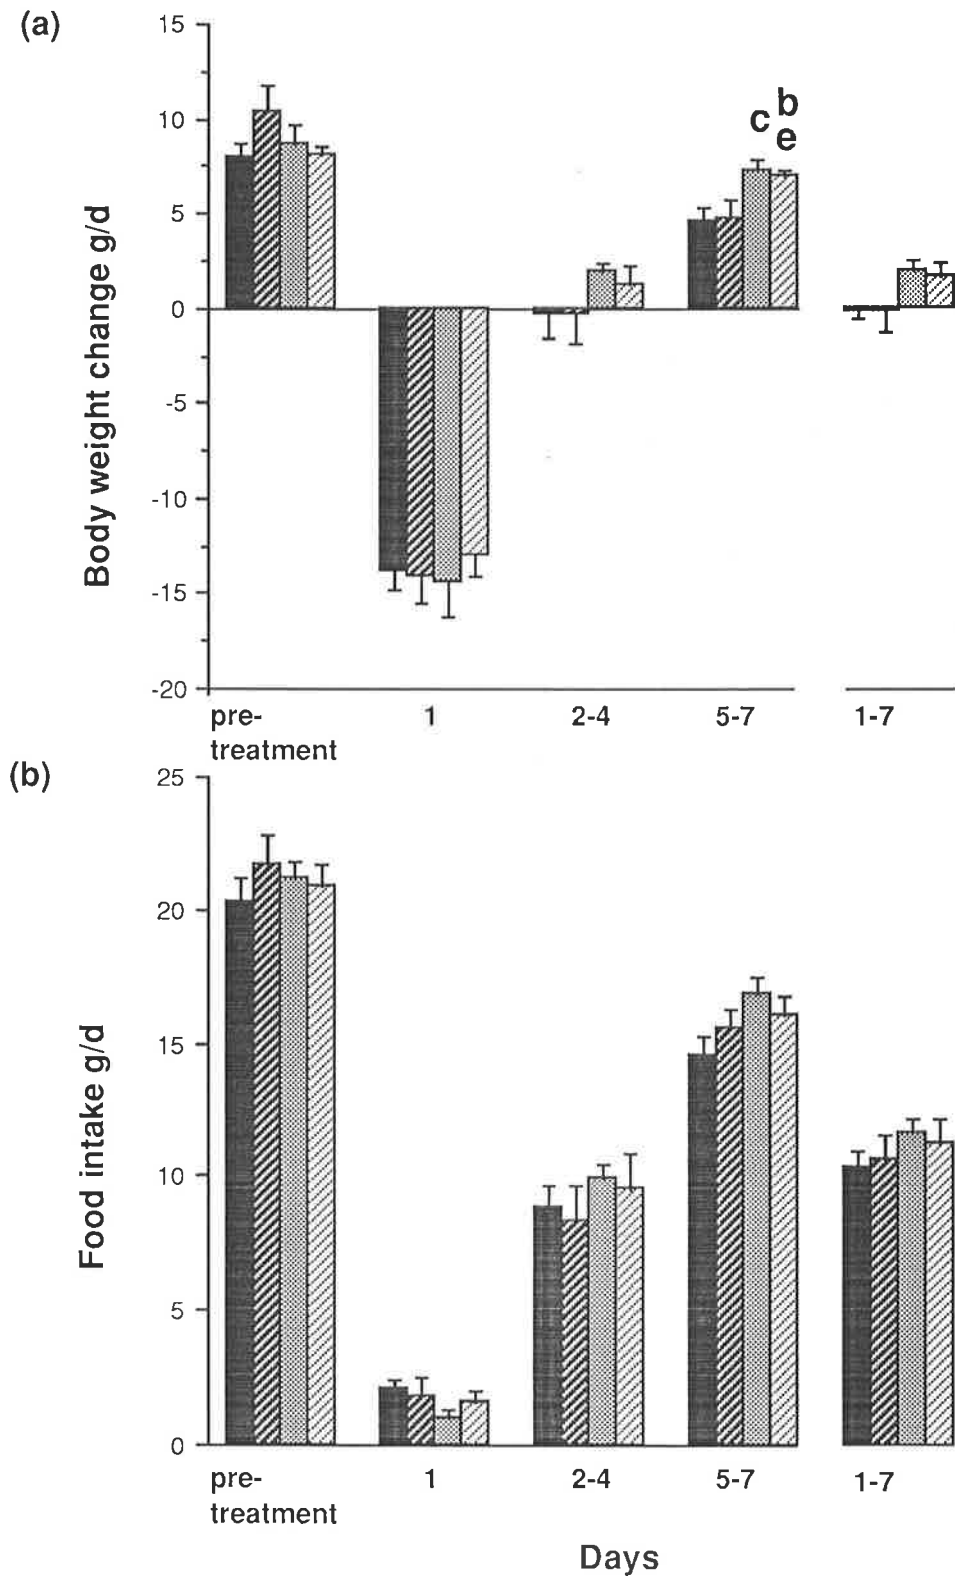 (a)
Body weight change g/d
15
10
5
0
-5
-10
-15
-20
c
b
e
pre-
treatment
1
2-4
5-7
1-7
(b)
Food intake g/d
25
20
15
10
5
0
pre-
treatment
1
2-4
5-7
1-7
Days